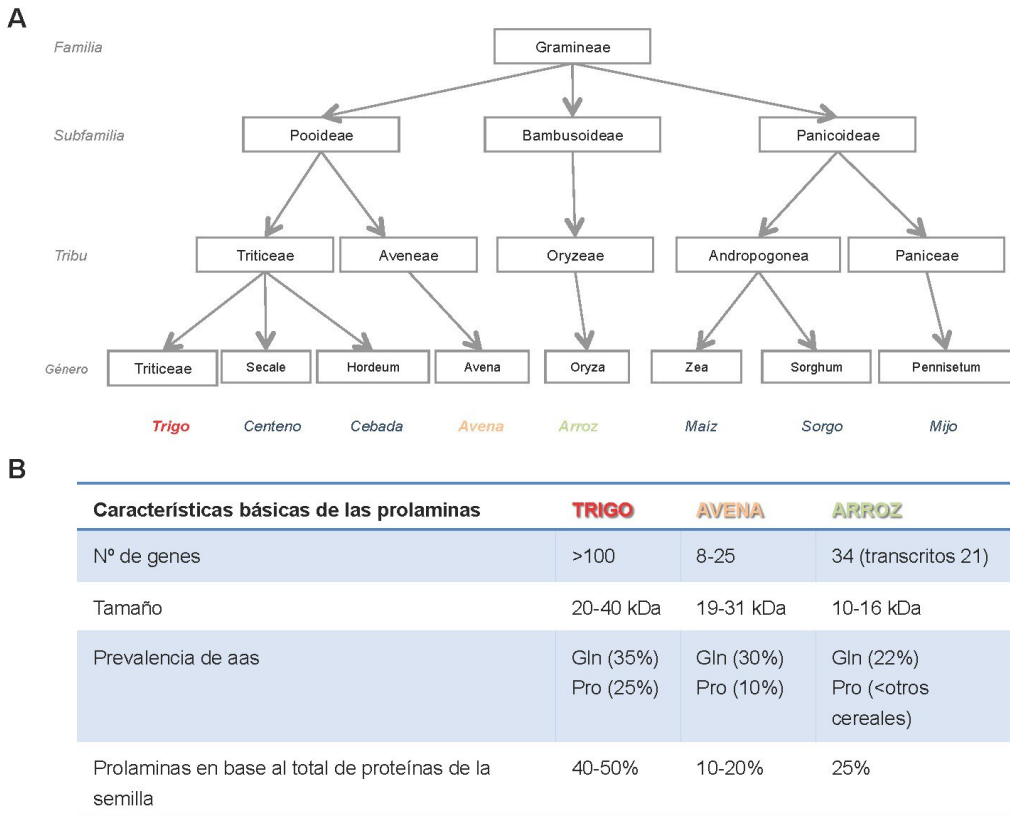 A
Familia
Gramineae
Subfamilia
Pooideae
Bambusoideae
Panicoideae
Tribu
Triticeae
Aveneae
Oryzeae
Andropogonea
Paniceae
Género
Triticeae
Secale
Hordeum
Avena
Oryza
Zea
Sorghum
Pennisetum
Trigo
Centeno
Cebada
Avena
Arroz
Maíz
Sorgo
Mijo
B
Características básicas de las prolaminas TRIGO AVENA ARROZ
Nº de genes >100 8-25 34 (transcritos 21)
Tamaño 20-40 kDa 19-31 kDa 10-16 kDa
Prevalencia de aas Gln (35%) Gln (30%) Gln (22%)
Pro (25%) Pro (10%) Pro (<otros
cereales)
Prolaminas en base al total de proteínas de la 40-50% 10-20% 25%
semilla